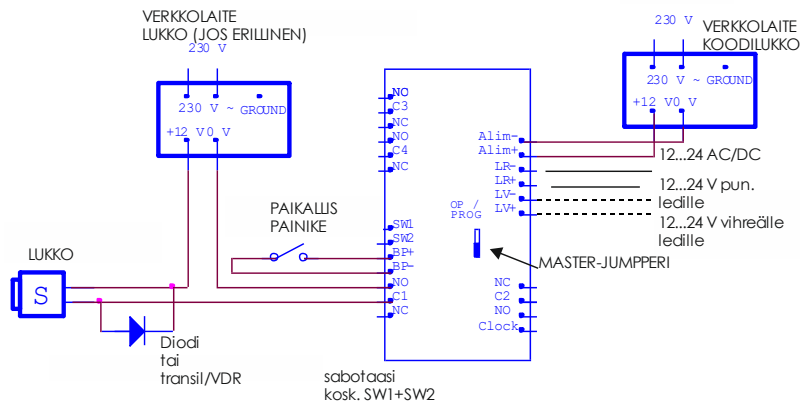 VERKKOLAITE
LUKKO (JOS ERILLINEN)
230 V
230 V ~ GROUND
+12 V 0 V
230 V
VERKKOLAITE
KOODILUKKO
230 V ~ GROUND
+12 V 0 V
NO
C3
NC
NO
C4
NC
SW1
SW2
BP+
BP-
NO
C1
NC
Alim-
Alim+
LR-
LR+
LV-
LV+
OP /
PROG
NC
C2
NO
Clock
12...24 AC/DC
12...24 V pun.
ledille
12...24 V vihreälle
ledille
MASTER-JUMPPERI
PAIKALLIS
PAINIKE
LUKKO
S
Diodi
tai
transil/VDR
sabotaasi
kosk. SW1+SW2